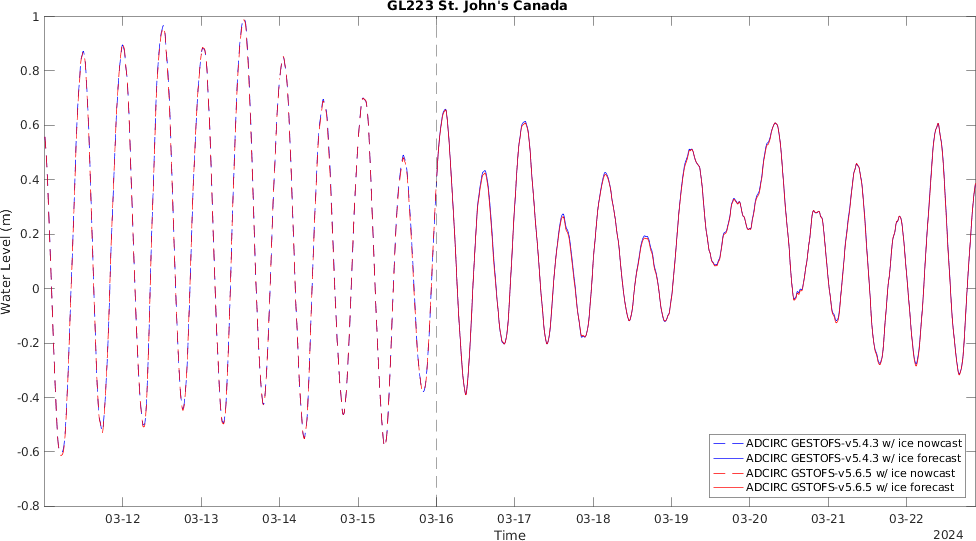 GL223 St. John's Canada
1
0.8
0.6
0.4
0.2
0
-0.2
-0.4
-0.6
-0.8
Water Level (m)
ADCIRC GESTOFS-v5.4.3 w/ ice nowcast
ADCIRC GESTOFS-v5.4.3 w/ ice forecast
ADCIRC GSTOFS-v5.6.5 w/ ice nowcast
ADCIRC GSTOFS-v5.6.5 w/ ice forecast
03-12 03-13 03-14 03-15 03-16 03-17 03-18 03-19 03-20 03-21 03-22
Time
2024